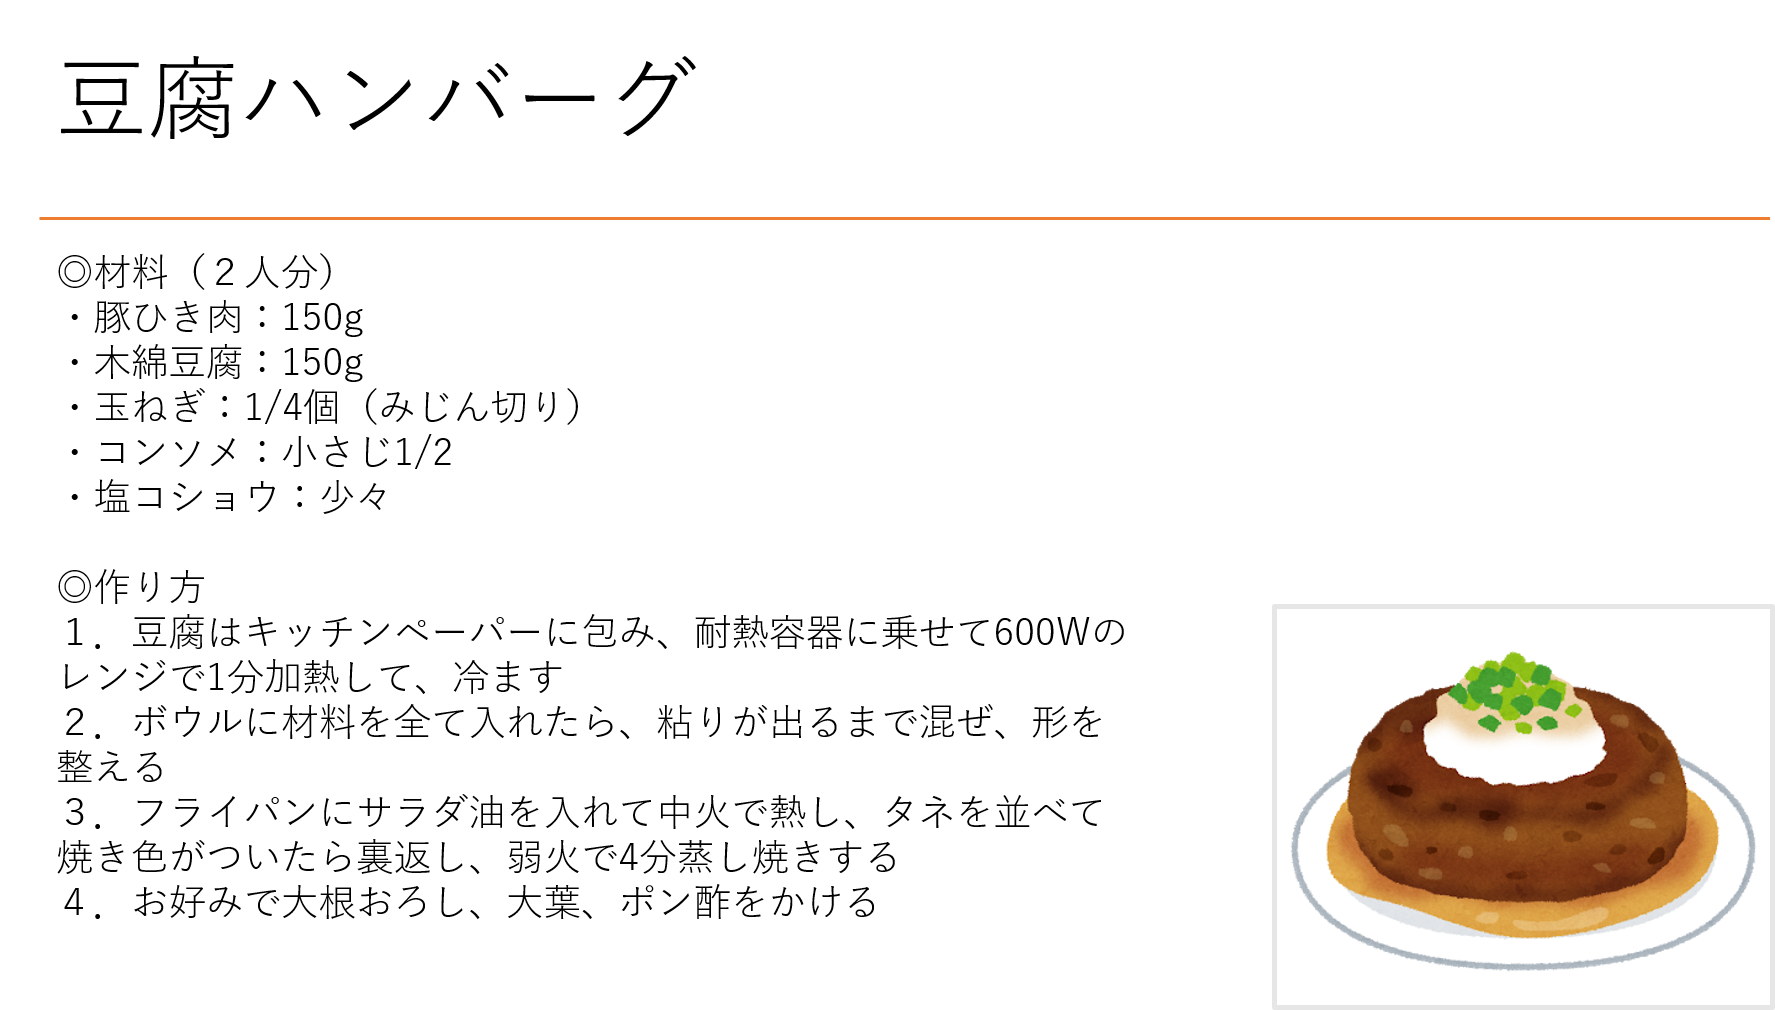 豆腐ハンバーグ
◎材料（２人分）
・豚ひき肉：150g
・木綿豆腐：150g
・玉ねぎ：1/4個（みじん切り）
・コンソメ：小さじ1/2
・塩コショウ：少々
◎作り方
１．豆腐はキッチンペーパーに包み、耐熱容器に乗せて600Wの
レンジで1分加熱して、冷ます
２．ボウルに材料を全て入れたら、粘りが出るまで混ぜ、形を
整える
３．フライパンにサラダ油を入れて中火で熱し、タネを並べて
焼き色がついたら裏返し、弱火で4分蒸し焼きする
４．お好みで大根おろし、大葉、ポン酢をかける